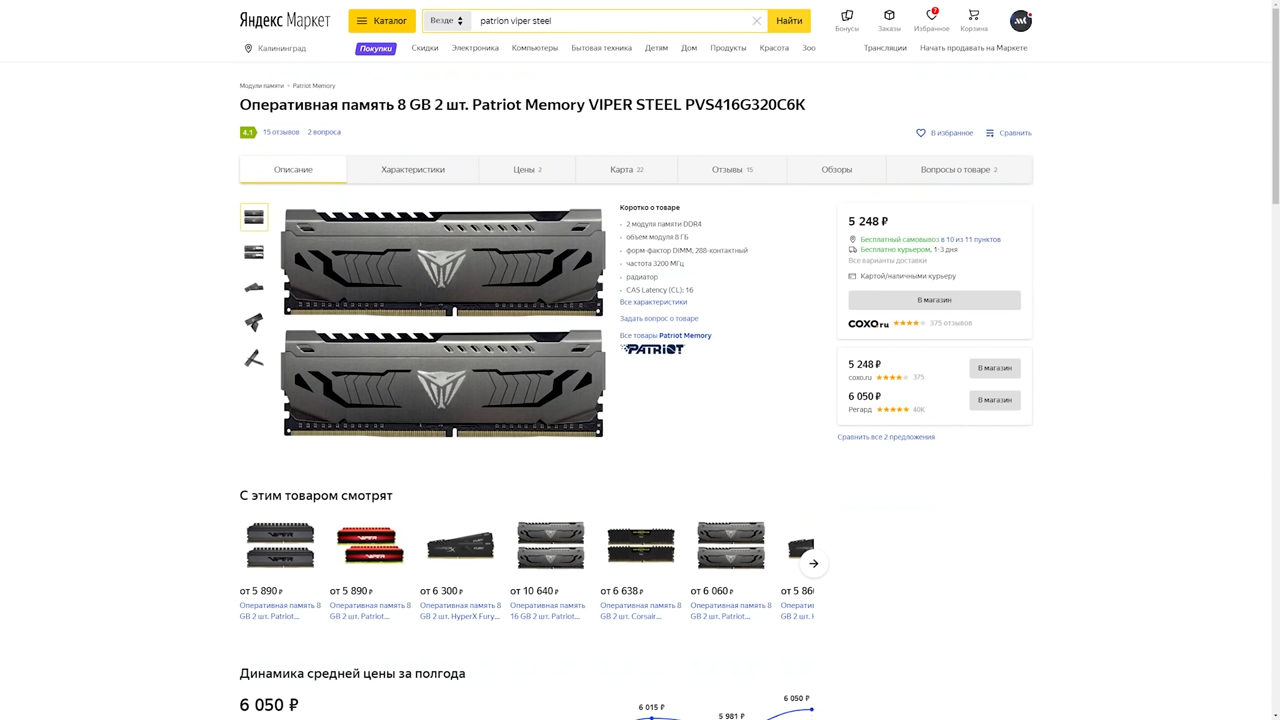 Яндекс Маркет
Каталог
Везде
patrion viper steel
Найти
Бонусы
Заказы
7
Избранное
Корзина
Калининград
Покупки
Скидки
Электроника
Компьютеры
Бытовая техника
Детям
Дом
Продукты
Красота
Зоо
Трансляции
Начать продавать на Маркете
Модули памяти
Patriot Memory
Оперативная память 8 GB 2 шт. Patriot Memory VIPER STEEL PVS416G320C6K
4.1
15 отзывов
2 вопроса
В избранное
Сравнить
Описание
Характеристики
Цены 2
Карта 22
Отзывы 15
Обзоры
Вопросы о товаре 2
Коротко о товаре
2 модуля памяти DDR4
объем модуля 8 ГБ
форм-фактор DIMM, 288-контактный
частота 3200 МГц
радиатор
CAS Latency (CL): 16
Все характеристики
Задать вопрос о товаре
Все товары Patriot Memory
PATRIOT
5 248 ₽
Бесплатный самовывоз в 10 из 11 пунктов
Бесплатно курьером, 1-3 дня
Все варианты доставки
Картой/наличными курьеру
В магазин
COXO.ru
375 отзывов
5 248 ₽
coxo.ru
375
В магазин
6 050 ₽
Регард
40K
В магазин
Сравнить все 2 предложения
С этим товаром смотрят
от 5 890 ₽
Оперативная память 8
GB 2 шт. Patriot...
от 5 890 ₽
Оперативная память 8
GB 2 шт. Patriot...
от 6 300 ₽
Оперативная память 8
GB 2 шт. HyperX Fury...
от 10 640 ₽
Оперативная память
16 GB 2 шт. Patriot...
от 6 638 ₽
Оперативная память 8
GB 2 шт. Corsair...
от 6 060 ₽
Оперативная память 8
GB 2 шт. Patriot...
от 5 86
Операти
GB 2 шт.
Динамика средней цены за полгода
6 050 ₽
6 015 ₽
5 981 ₽
6 050 ₽